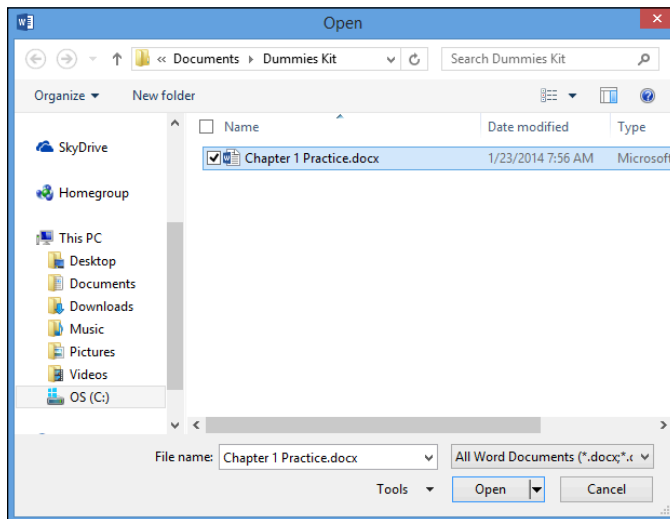 Open
« Documents Dummies Kit
Search Dummies Kit
Organize
New folder
Name
Date modified
Type
SkyDrive
Chapter 1 Practice.docx
1/23/2014 7:56 AM
Microsoft
Homegroup
This PC
Desktop
Documents
Downloads
Music
Pictures
Videos
OS (C:)
File name:
Chapter 1 Practice.docx
All Word Documents (*.docx;*.d
Tools
Open
Cancel